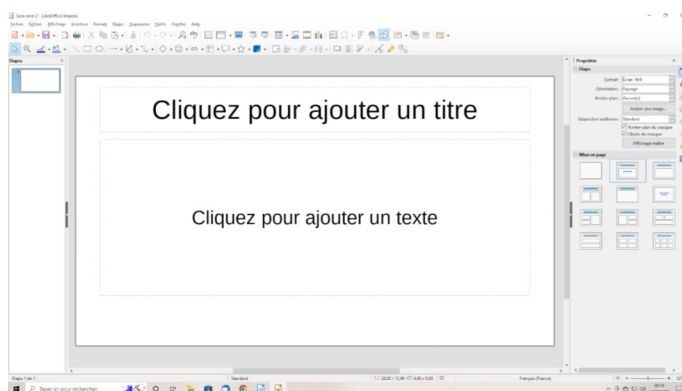 Sans nom 2 - LibreOffice Impress
Fichier Édition Affichage Insertion Format Diapo Diaporama Outils Fenêtre Aide
Diapos
Propriétés
Diapo
Cliquez pour ajouter un titre
Cliquez pour ajouter un texte
Format : Écran 16:9
Orientation : Paysage
Arrière-plan :
Insérer une image...
Standard
Arrière-plan du masque
Objets du masque
Affichage maître
Mises en page
Diapo 1 de 1
Standard
Français (France)
Taper ici pour rechercher